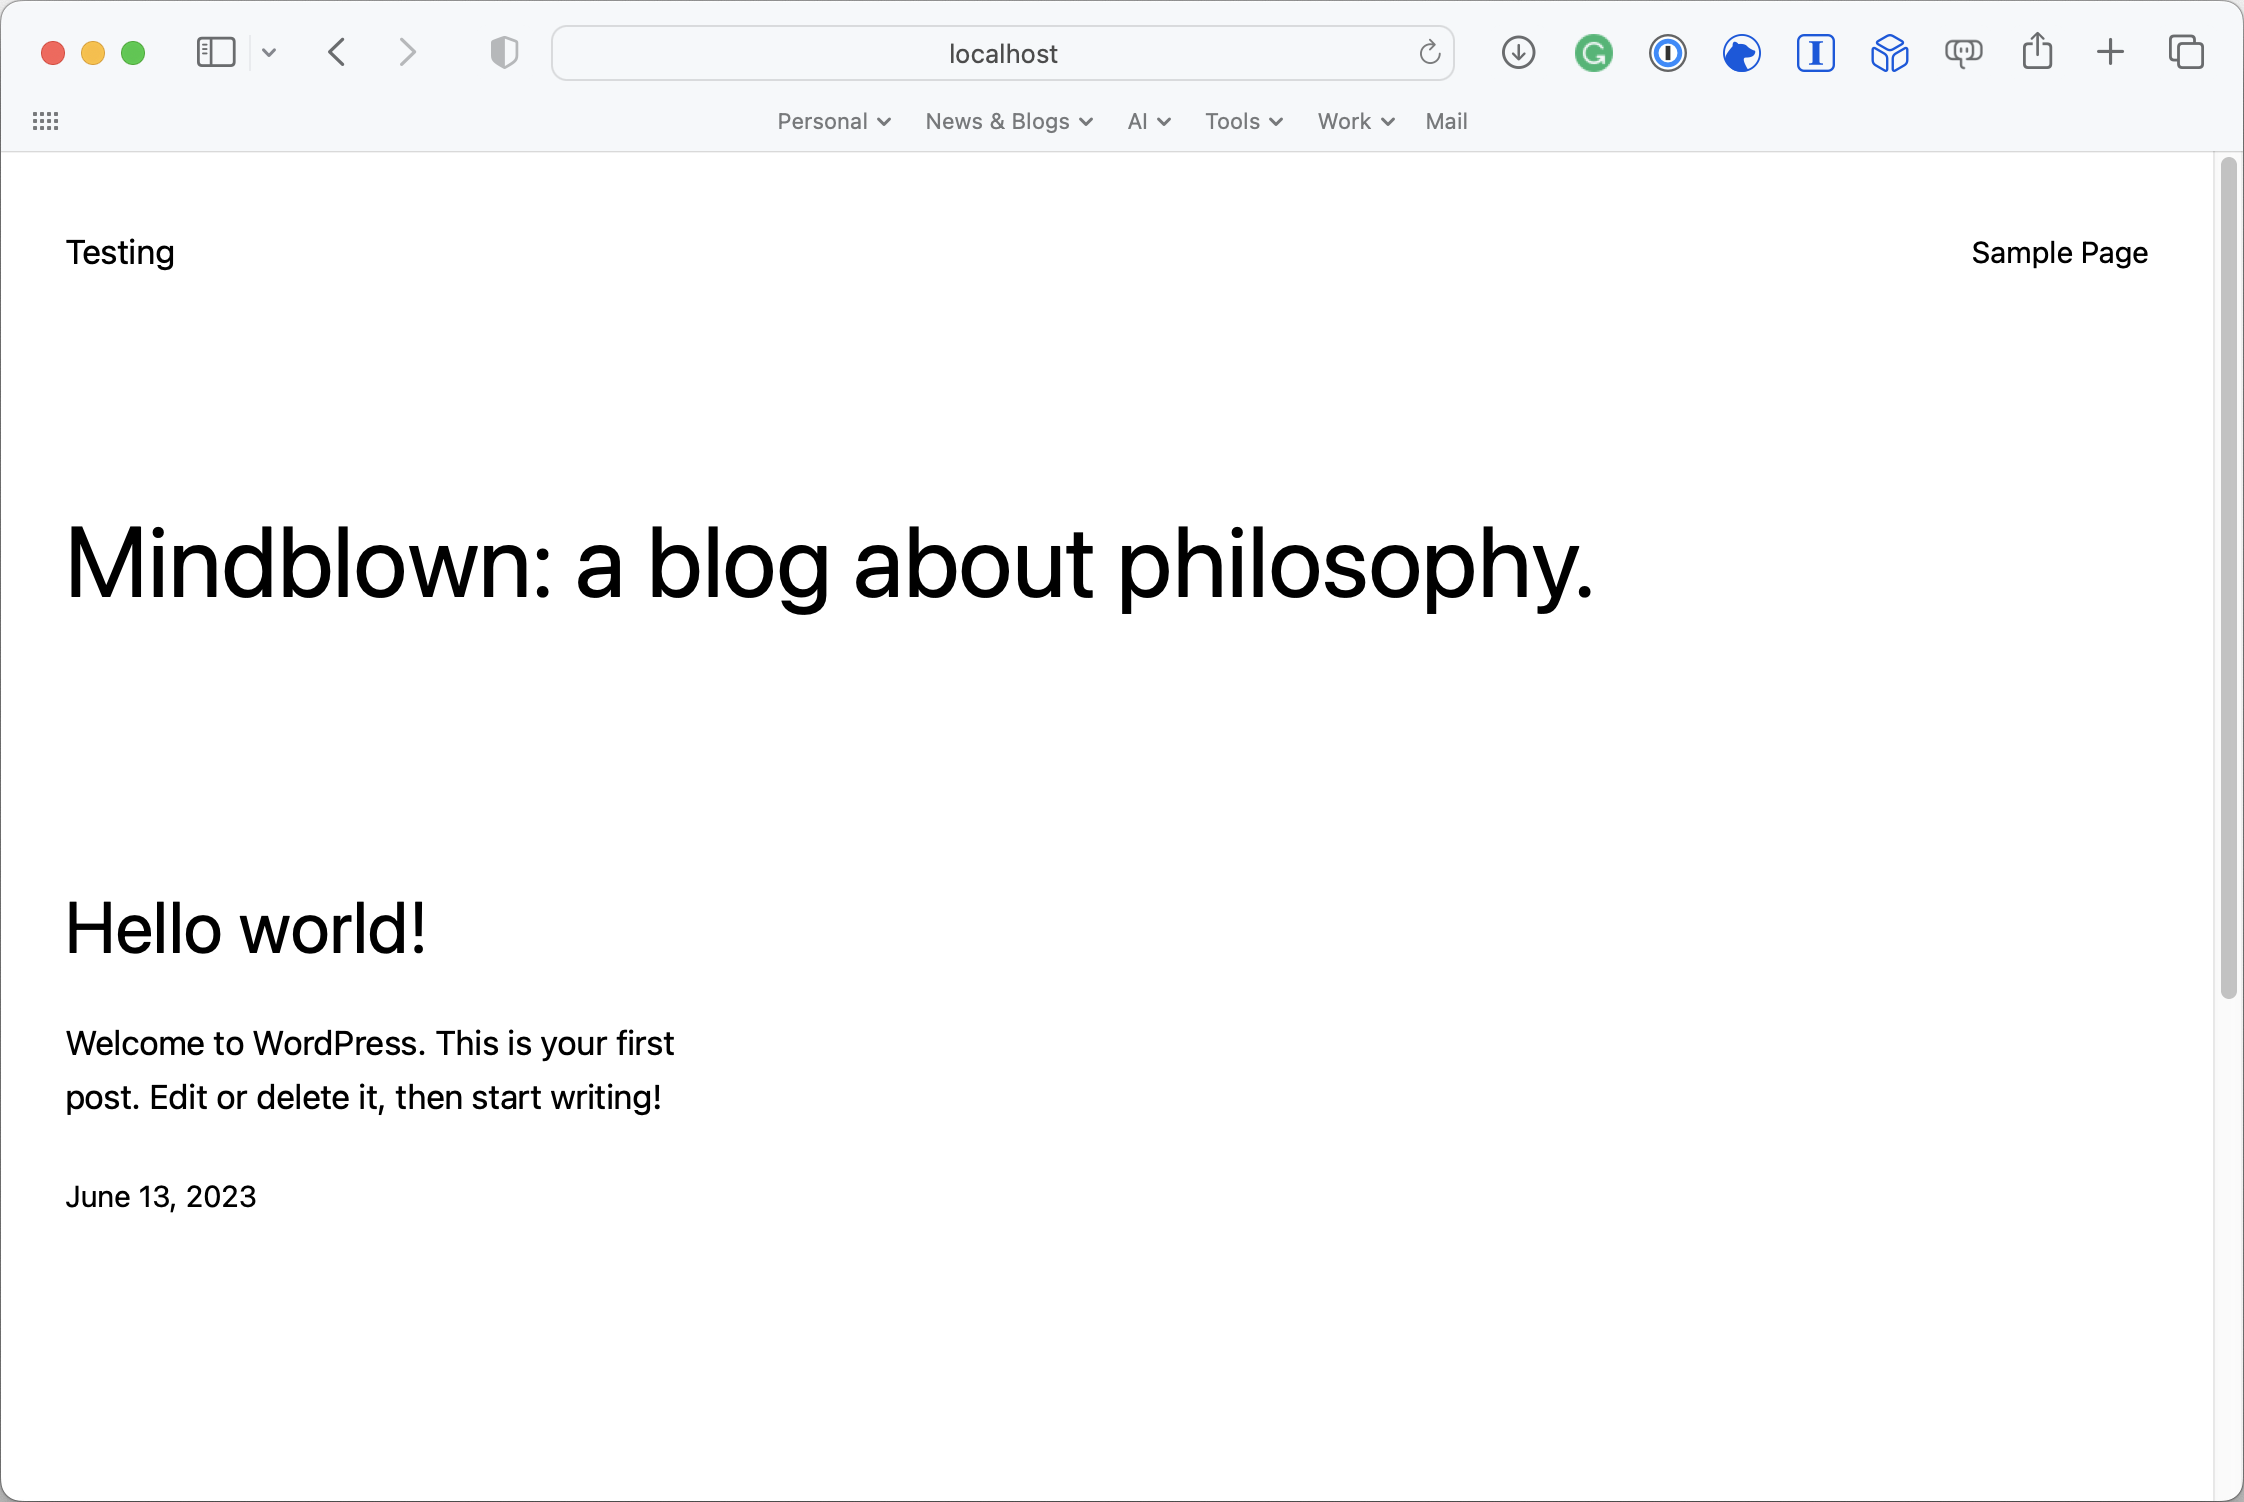 localhost
Personal News & Blogs AI Tools Work Mail
Testing
Sample Page
Mindblown: a blog about philosophy.
Hello world!
Welcome to WordPress. This is your first
post. Edit or delete it, then start writing!
June 13, 2023